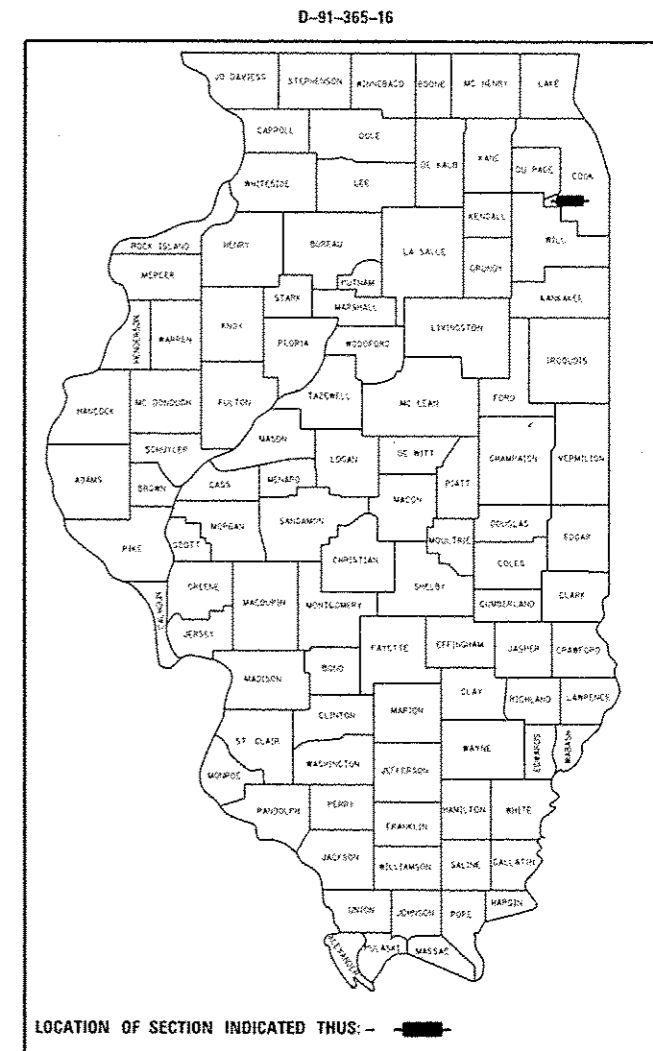 D-91-365-16
JO DAVIESS STEPHENSON WINNEBAGO BOONE MC HENRY LAKE
CARROLL OGLE DE KALB KANE DU PAGE COOK
WHITESIDE LEE
KENDALL WILL
ROCK ISLAND HENRY BUREAU LA SALLE GRUNDY
MERCER PUTNAM KANKAKEE
STARK MARSHALL
HENDERSON WARREN KNOX PEORIA WOODFORD LIVINGSTON IROQUOIS
TAZEWELL MC LEAN FORD
HANCOCK MC DONOUGH FULTON
MASON
SCHUYLER LOGAN DE WITT CHAMPAIGN VERMILION
ADAMS BROWN CASS MENARD PIATT
MACON
MORGAN SANGAMON DOUGLAS EDGAR
PIKE SCOTT CHRISTIAN MOULTRIE COLES
GREENE SHELBY CLARK
CALHOUN MACOUPIN MONTGOMERY CUMBERLAND
JERSEY FAYETTE EFFINGHAM JASPER CRAWFORD
BOND
MADISON CLAY RICHLAND LAWRENCE
CLINTON MARION
ST CLAIR WAYNE EDWARDS WABASH
WASHINGTON JEFFERSON
MONROE
RANDOLPH PERRY HAMILTON WHITE
FRANKLIN
JACKSON WILLIAMSON SALINE GALLATIN
UNION JOHNSON POPE HARDIN
ALEXANDER PULASKI MASSAC
LOCATION OF SECTION INDICATED THUS: -